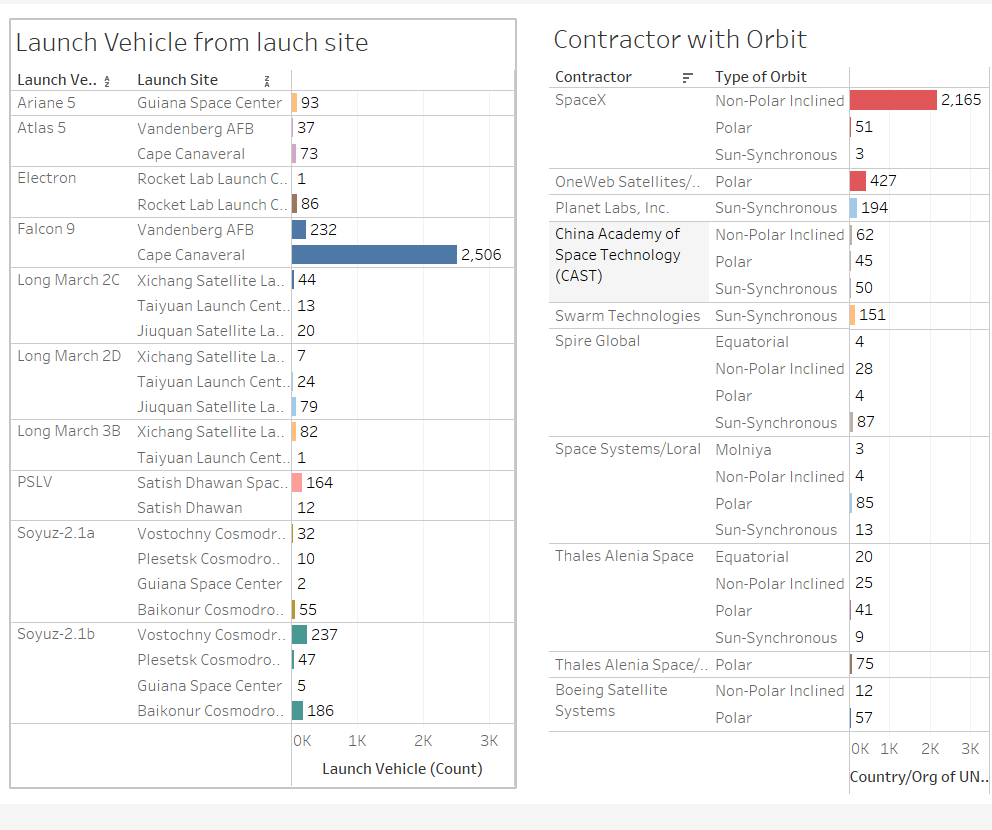 Launch Vehicle from lauch site
Launch Ve.. Launch Site
Ariane 5 Guiana Space Center 93
Atlas 5 Vandenberg AFB 37
Cape Canaveral 73
Electron Rocket Lab Launch C.. 1
Rocket Lab Launch C.. 86
Falcon 9 Vandenberg AFB 232
Cape Canaveral 2,506
Long March 2C Xichang Satellite La.. 44
Taiyuan Launch Cent.. 13
Jiuquan Satellite La.. 20
Long March 2D Xichang Satellite La.. 7
Taiyuan Launch Cent.. 24
Jiuquan Satellite La.. 79
Long March 3B Xichang Satellite La.. 82
Taiyuan Launch Cent.. 1
PSLV Satish Dhawan Spac.. 164
Satish Dhawan 12
Soyuz-2.1a Vostochny Cosmodr.. 32
Plesetsk Cosmodro.. 10
Guiana Space Center 2
Baikonur Cosmodro.. 55
Soyuz-2.1b Vostochny Cosmodr.. 237
Plesetsk Cosmodro.. 47
Guiana Space Center 5
Baikonur Cosmodro.. 186
0K 1K 2K 3K
Launch Vehicle (Count)
Contractor with Orbit
Contractor Type of Orbit
SpaceX Non-Polar Inclined 2,165
Polar 51
Sun-Synchronous 3
OneWeb Satellites/.. Polar 427
Planet Labs, Inc. Sun-Synchronous 194
China Academy of Non-Polar Inclined 62
Space Technology Polar 45
(CAST) Sun-Synchronous 50
Swarm Technologies Sun-Synchronous 151
Spire Global Equatorial 4
Non-Polar Inclined 28
Polar 4
Sun-Synchronous 87
Space Systems/Loral Molniya 3
Non-Polar Inclined 4
Polar 85
Sun-Synchronous 13
Thales Alenia Space Equatorial 20
Non-Polar Inclined 25
Polar 41
Sun-Synchronous 9
Thales Alenia Space/.. Polar 75
Boeing Satellite Non-Polar Inclined 12
Systems Polar 57
0K 1K 2K 3K
Country/Org of UN..